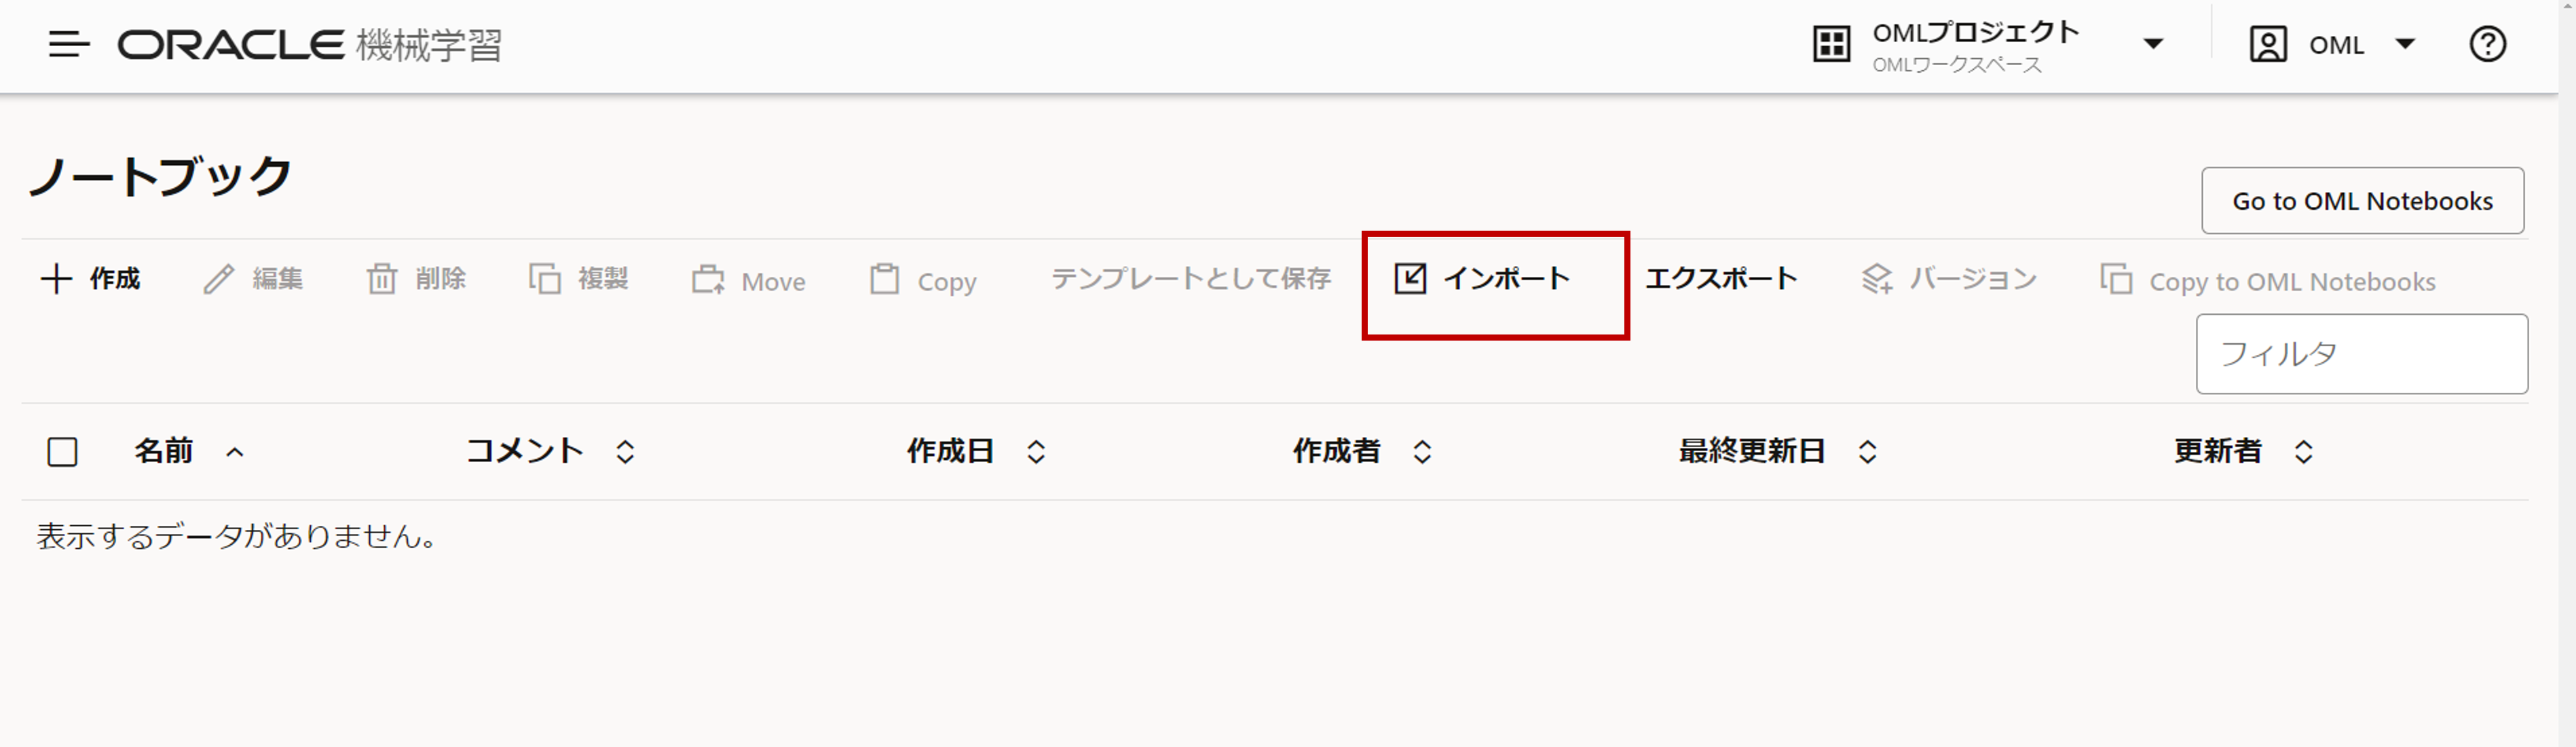 ORACLE 機械学習
OMLプロジェクト
OMLワークスペース
OML
ノートブック
Go to OML Notebooks
作成 編集 削除 複製 Move Copy テンプレートとして保存 インポート エクスポート バージョン Copy to OML Notebooks
フィルタ
名前 コメント 作成日 作成者 最終更新日 更新者
表示するデータがありません。